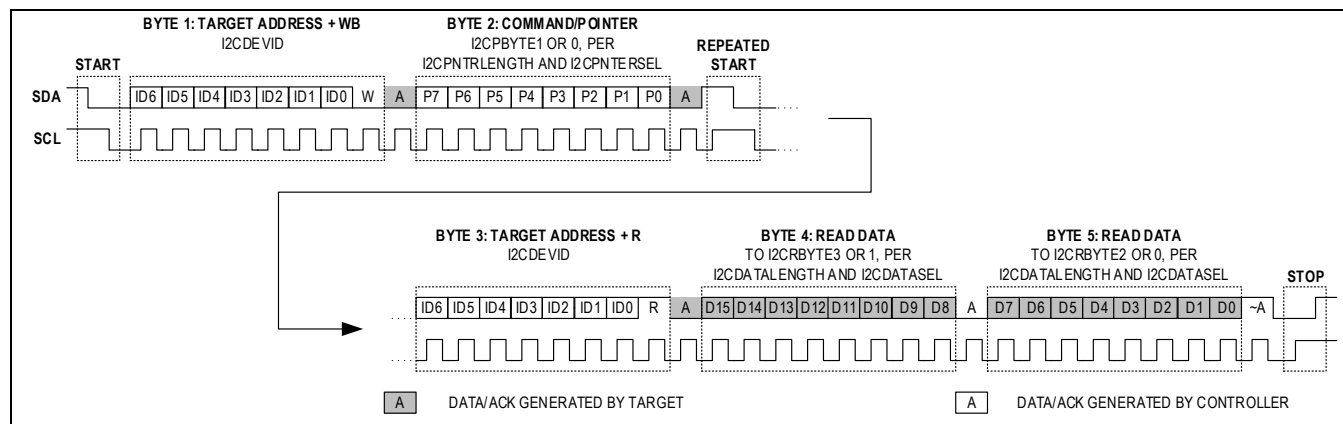 BYTE 1: TARGET ADDRESS + WB
I2CDEVID
BYTE 2: COMMAND/POINTER
I2CPBYTE1 OR 0, PER
I2CPNTRLENGTH AND I2CPNTERSEL
START
REPEATED
START
SDA
ID6 ID5 ID4 ID3 ID2 ID1 ID0 W A P7 P6 P5 P4 P3 P2 P1 P0 A
SCL
BYTE 3: TARGET ADDRESS + R
I2CDEVID
BYTE 4: READ DATA
TO I2CRBYTE3 OR 1, PER
I2CDATALENGTH AND I2CDATASEL
BYTE 5: READ DATA
TO I2CRBYTE2 OR 0, PER
I2CDATALENGTH AND I2CDATASEL
STOP
ID6 ID5 ID4 ID3 ID2 ID1 ID0 R A D15 D14 D13 D12 D11 D10 D9 D8 A D7 D6 D5 D4 D3 D2 D1 D0 ~A
A DATA/ACK GENERATED BY TARGET
A DATA/ACK GENERATED BY CONTROLLER